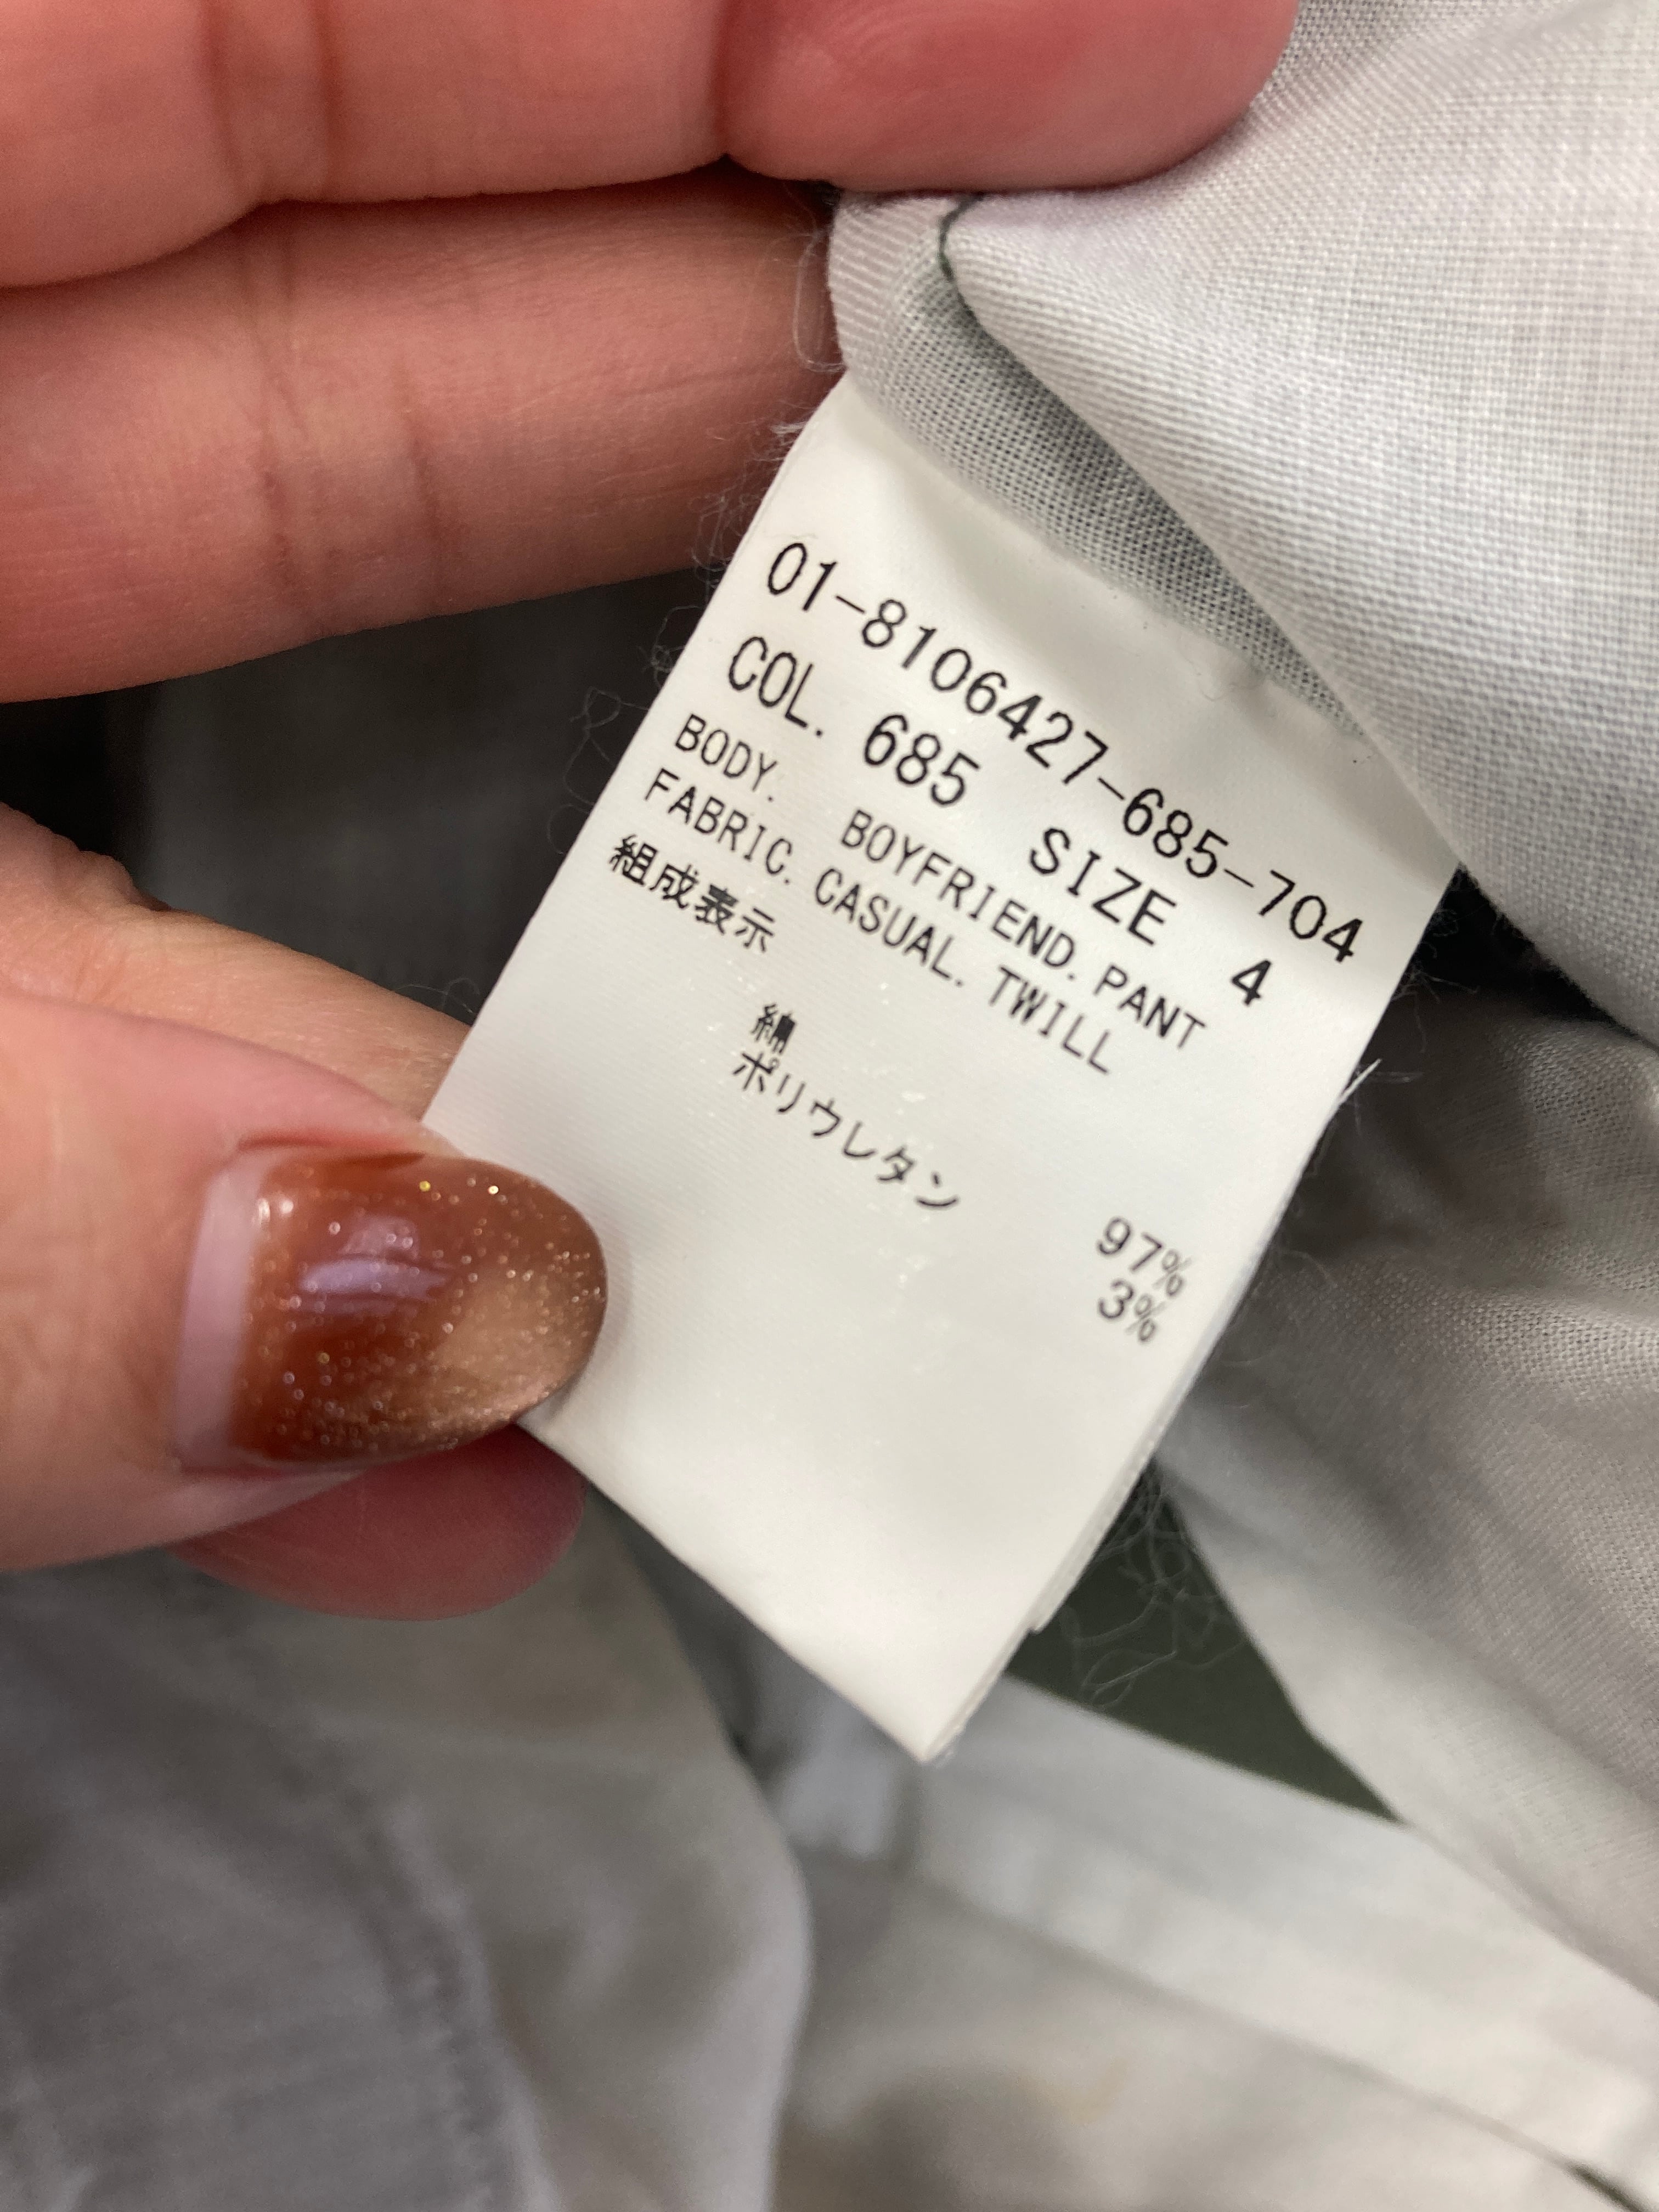 01-8106427-685-704
COL. 685 SIZE 4
BODY. BOYFRIEND. PANT
FABRIC. CASUAL. TWILL
組成表示
綿 97%
ポリウレタン 3%